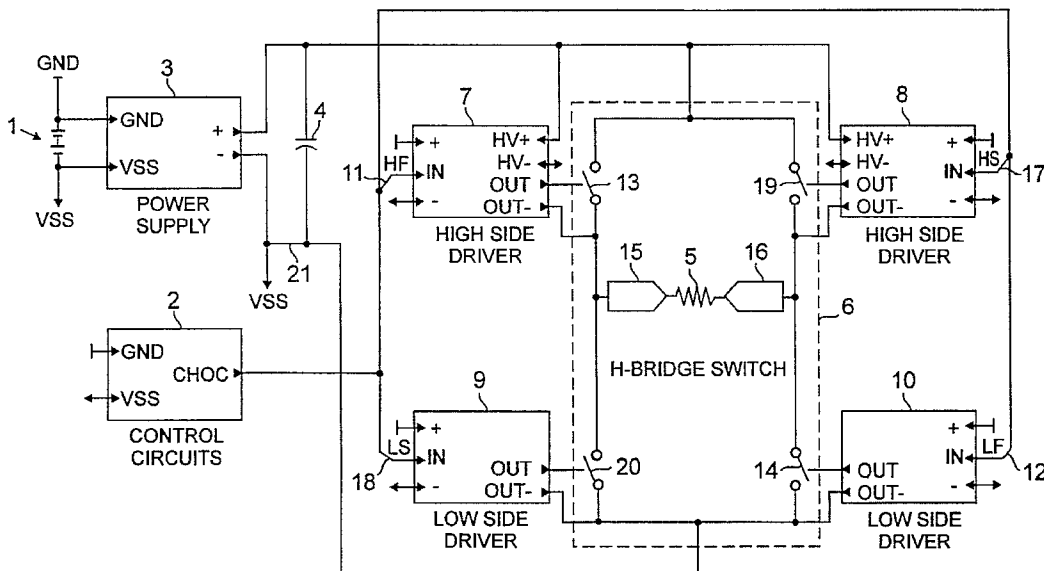 GND
1
VSS
3
GND
VSS
+
-
POWER
SUPPLY
4
21
VSS
2
GND
VSS
CHOC
CONTROL
CIRCUITS
7
+
IN
-
HV+
HV-
OUT
OUT-
HF
11
HIGH SIDE
DRIVER
13
19
8
HV+
HV-
OUT
OUT-
+
IN
-
HS
17
HIGH SIDE
DRIVER
15
5
16
6
H-BRIDGE SWITCH
9
+
IN
-
OUT
OUT-
LS
18
LOW SIDE
DRIVER
20
14
10
+
IN
-
OUT
OUT-
LF
12
LOW SIDE
DRIVER